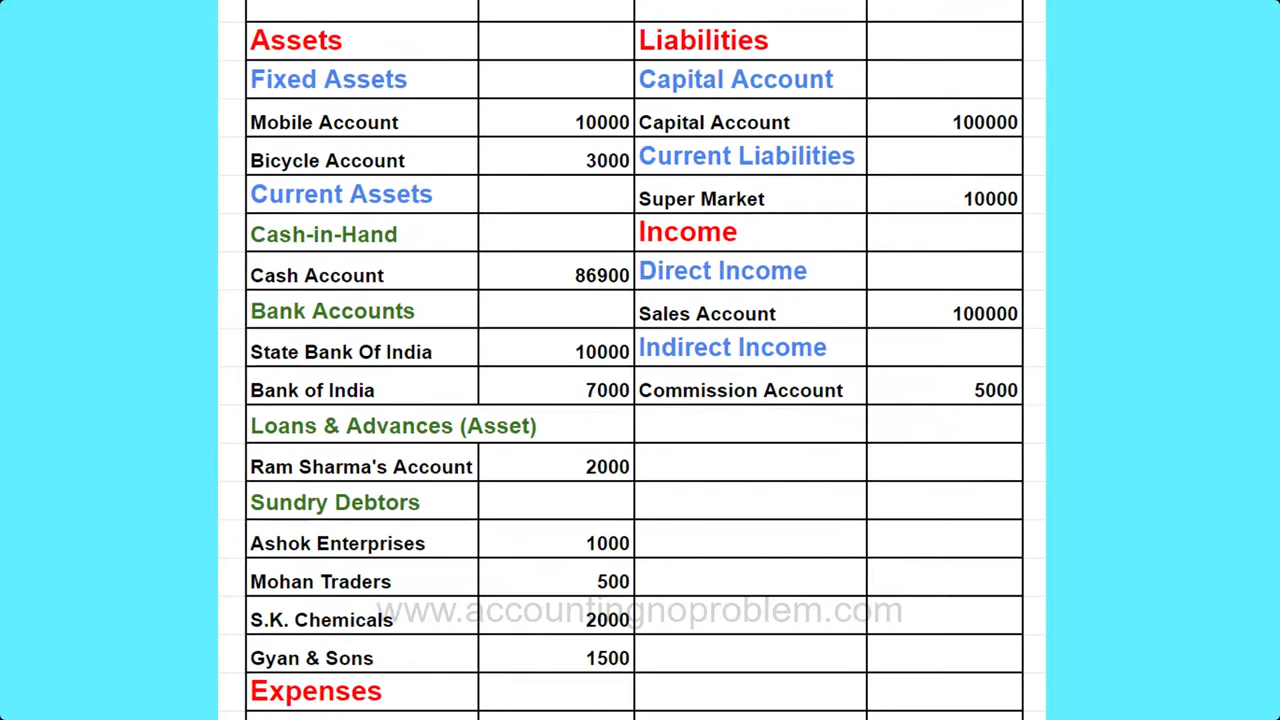 Assets Liabilities
Fixed Assets Capital Account
Mobile Account 10000 Capital Account 100000
Bicycle Account 3000 Current Liabilities
Current Assets Super Market 10000
Cash-in-Hand Income
Cash Account 86900 Direct Income
Bank Accounts Sales Account 100000
State Bank Of India 10000 Indirect Income
Bank of India 7000 Commission Account 5000
Loans & Advances (Asset)
Ram Sharma's Account 2000
Sundry Debtors
Ashok Enterprises 1000
Mohan Traders 500
www.accountingnoproblem.com
S.K. Chemicals 2000
Gyan & Sons 1500
Expenses